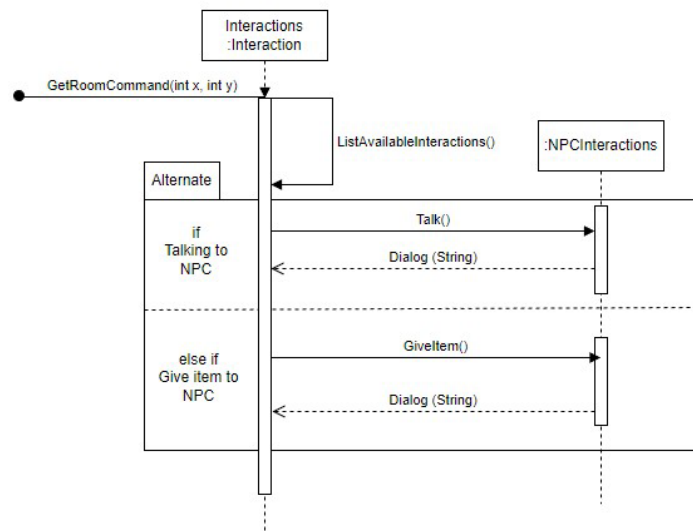 Interactions
:Interaction
GetRoomCommand(int x, int y)
ListAvailableInteractions()
:NPCInteractions
Alternate
if
Talking to
NPC
Talk()
Dialog (String)
else if
Give item to
NPC
GiveItem()
Dialog (String)